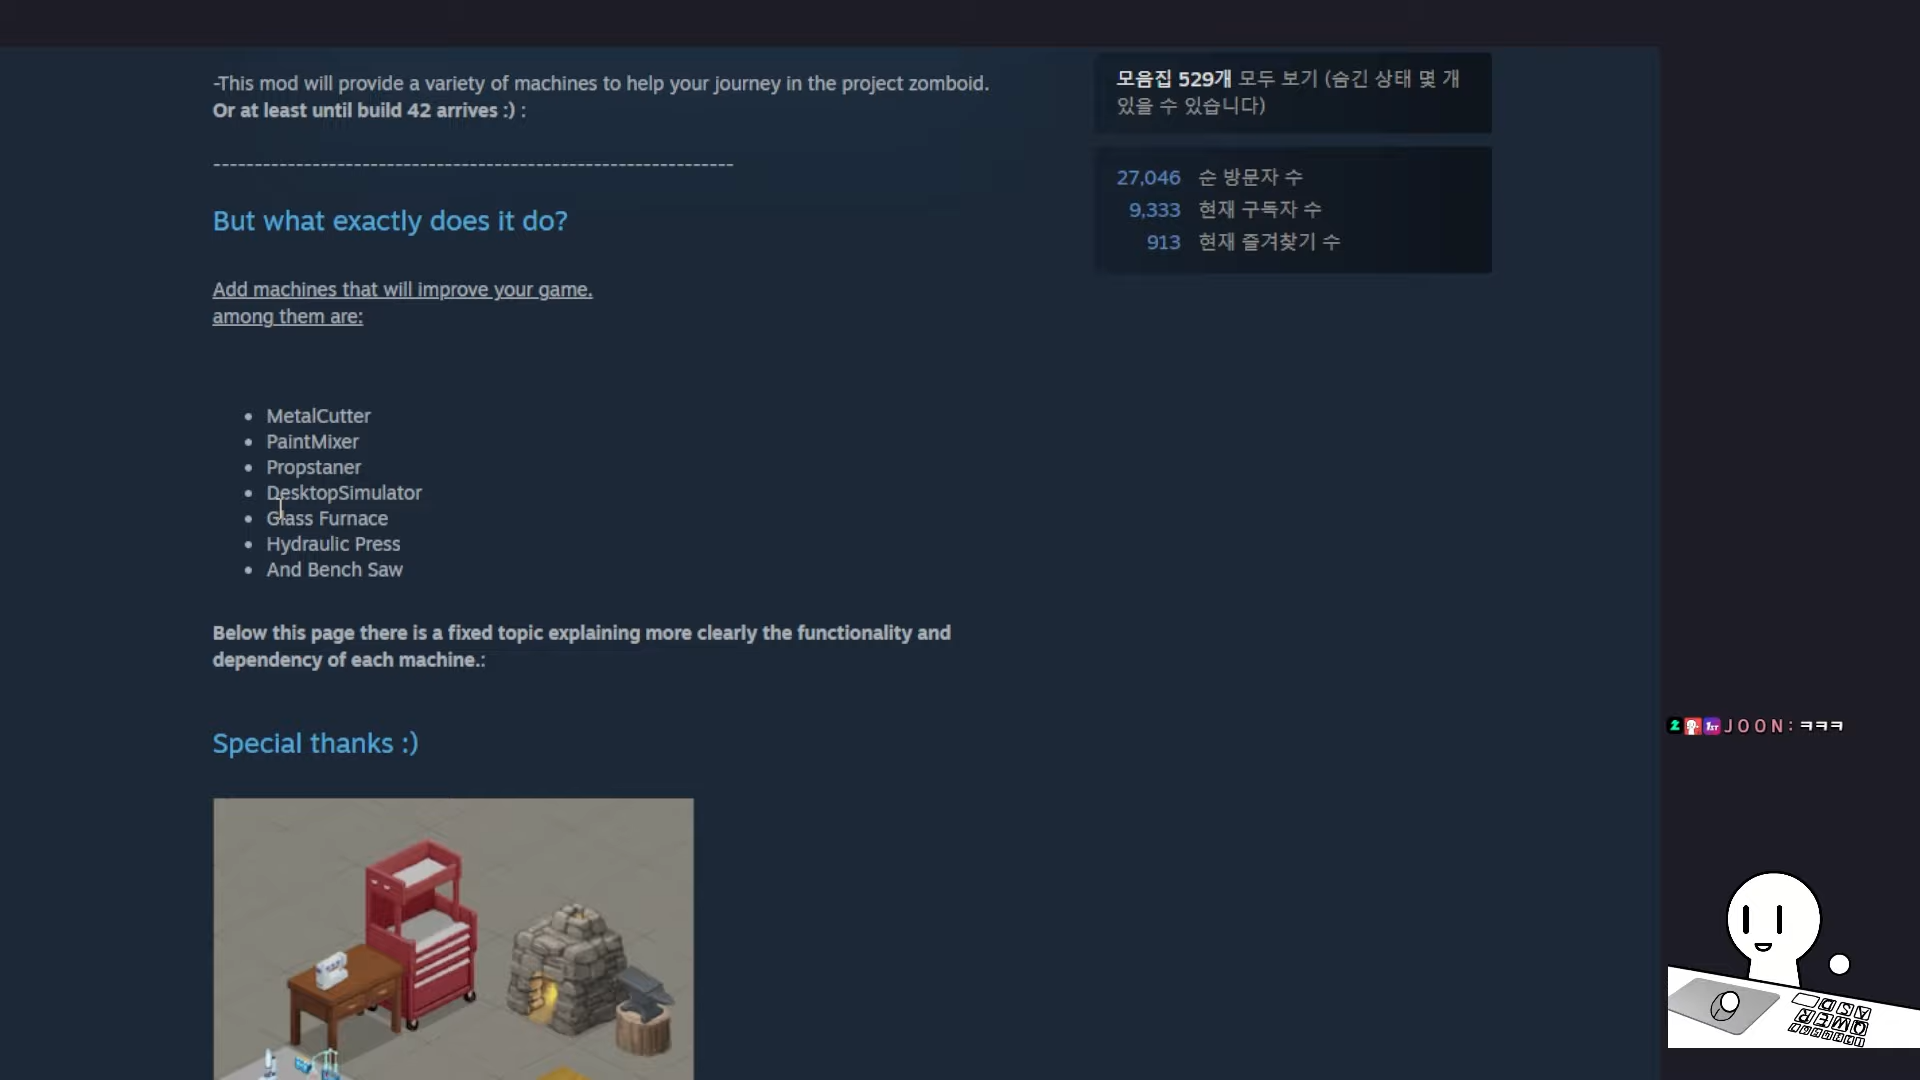 -This mod will provide a variety of machines to help your journey in the project zomboid.
Or at least until build 42 arrives :) :
---------------------------------------------------------------
But what exactly does it do?
Add machines that will improve your game.
among them are:
MetalCutter
PaintMixer
Propstaner
DesktopSimulator
Glass Furnace
Hydraulic Press
And Bench Saw
Below this page there is a fixed topic explaining more clearly the functionality and
dependency of each machine.:
Special thanks :)
모음집 529개 모두 보기 (숨긴 상태 몇 개
있을 수 있습니다)
27,046 순 방문자 수
9,333 현재 구독자 수
913 현재 즐겨찾기 수
2 1ST JOON: ㅋㅋㅋ